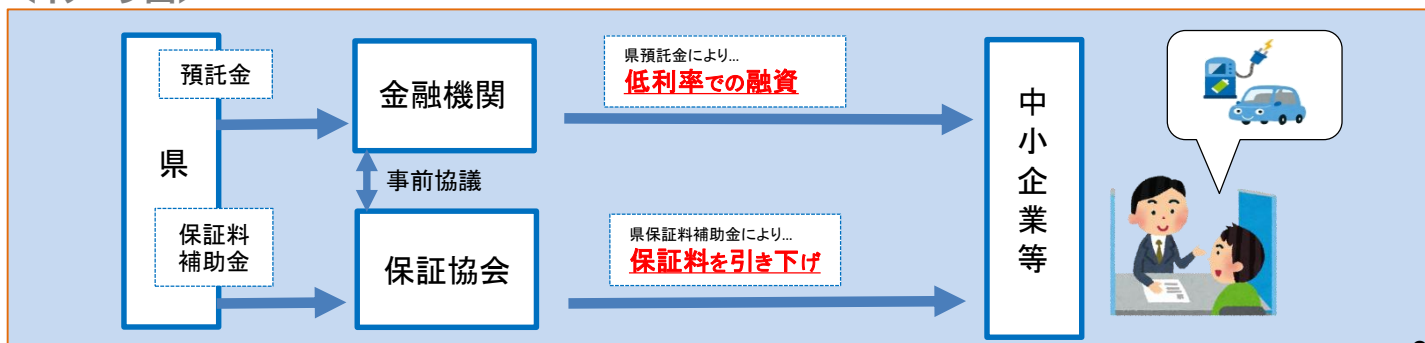 県
預託金
保証料
補助金
金融機関
事前協議
保証協会
県預託金により…
低利率での融資
県保証料補助金により…
保証料を引き下げ
中小企業等